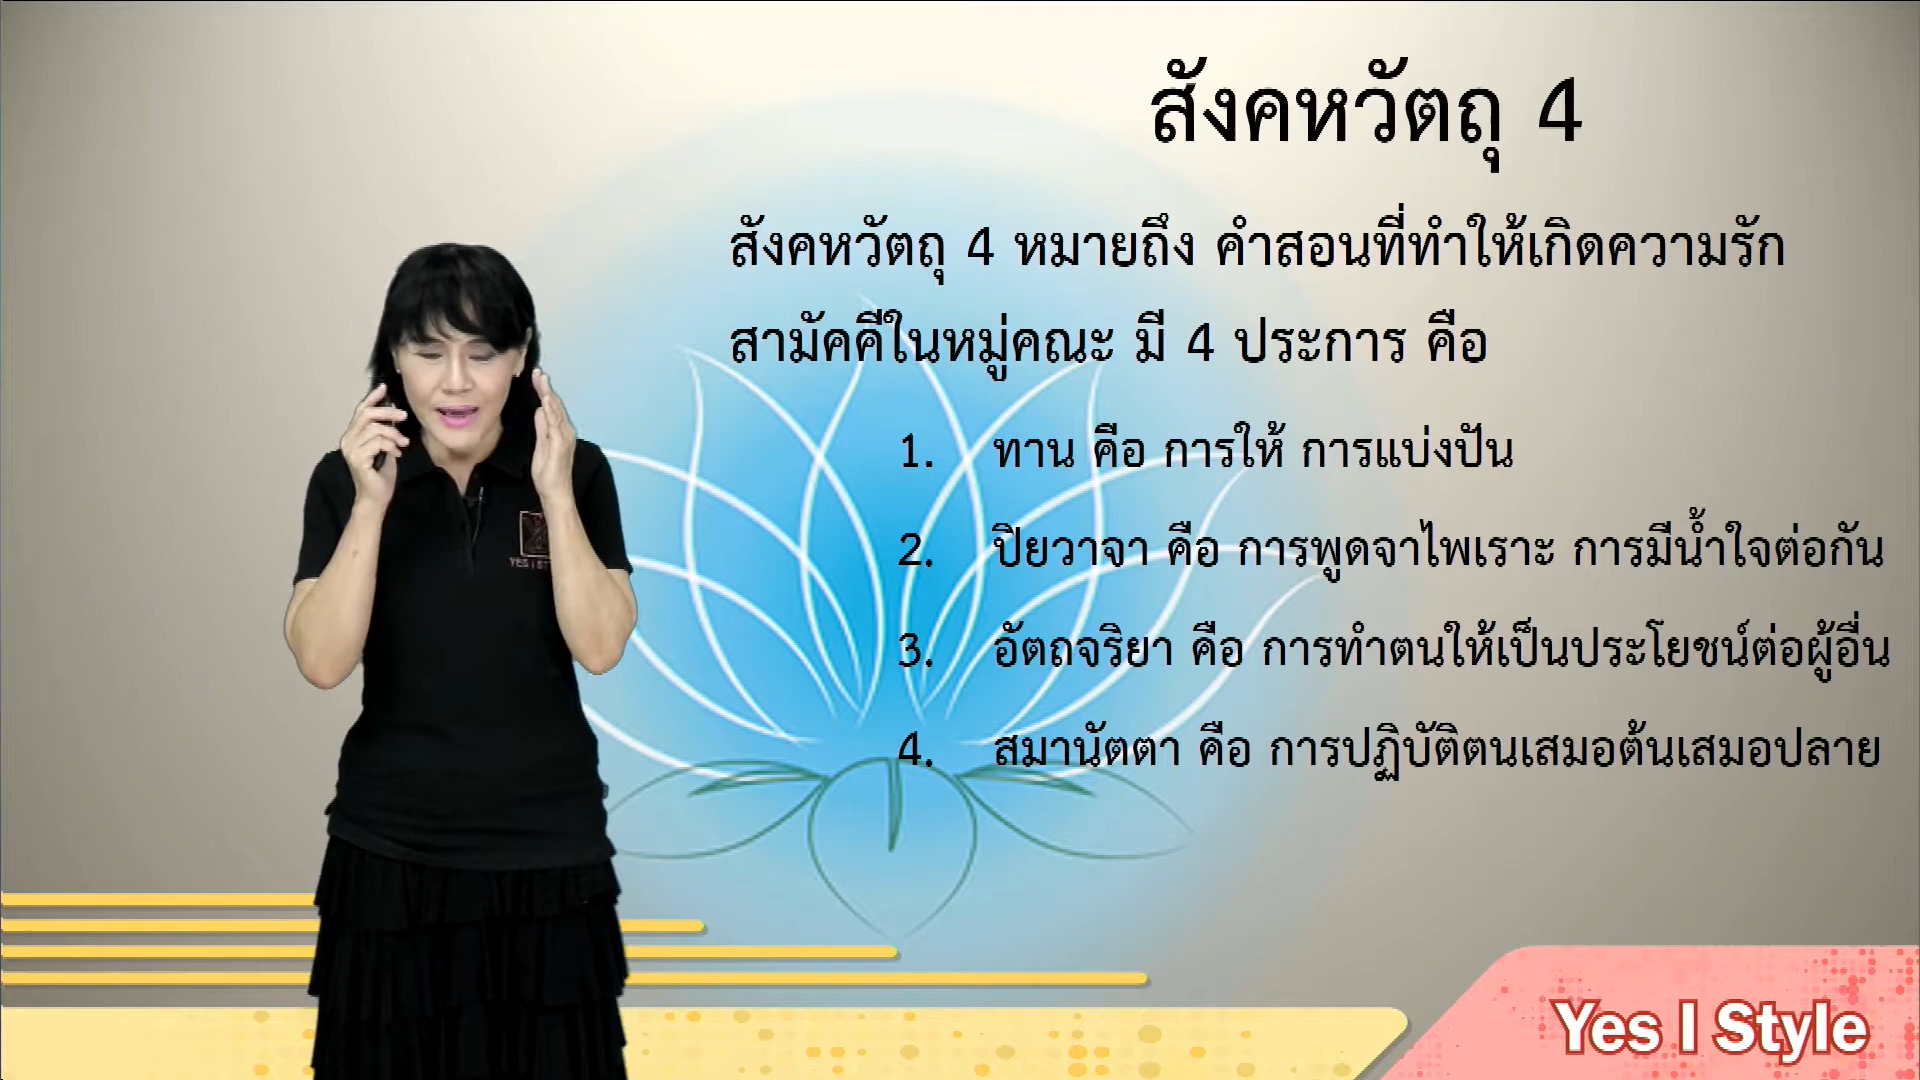 สังคหวัตถุ 4
สังคหวัตถุ 4 หมายถึง คำสอนที่ทำให้เกิดความรัก
สามัคคีในหมู่คณะ มี 4 ประการ คือ
1. ทาน คือ การให้ การแบ่งปัน
2. ปิยวาจา คือ การพูดจาไพเราะ การมีน้ำใจต่อกัน
3. อัตถจริยา คือ การทำตนให้เป็นประโยชน์ต่อผู้อื่น
4. สมานัตตา คือ การปฏิบัติตนเสมอต้นเสมอปลาย
YES I
Yes I Style